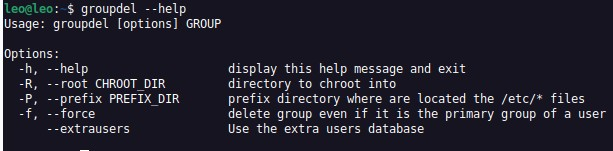 leo@leo:~$ groupdel --help
Usage: groupdel [options] GROUP

Options:
  -h, --help                    display this help message and exit
  -R, --root CHROOT_DIR         directory to chroot into
  -P, --prefix PREFIX_DIR       prefix directory where are located the /etc/* files
  -f, --force                   delete group even if it is the primary group of a user
      --extrausers              Use the extra users database